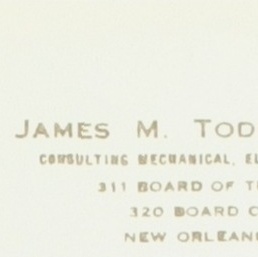 JAMES M. TOD
CONSULTING MECHANICAL, EL
311 BOARD OF T
320 BOARD O
NEW ORLEAN